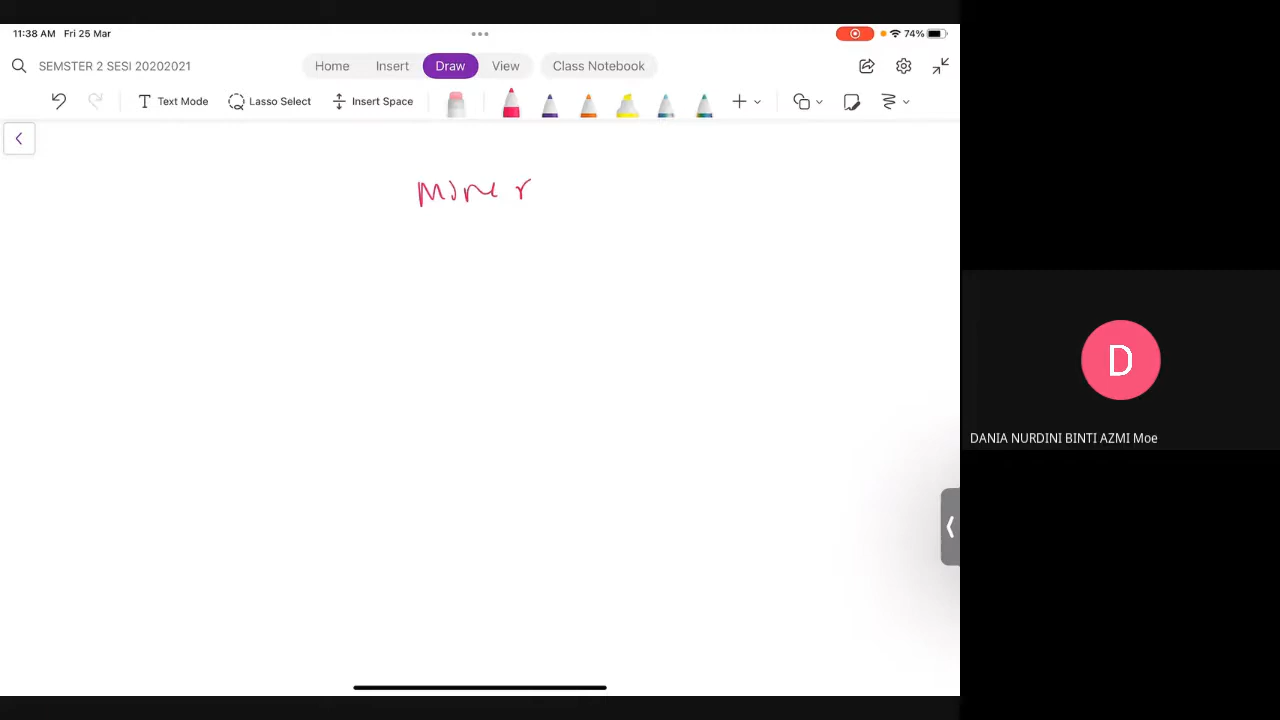 11:38 AM Fri 25 Mar
74%
SEMSTER 2 SESI 20202021
Home Insert Draw View Class Notebook
Text Mode Lasso Select Insert Space
Miner
D
DANIA NURDINI BINTI AZMI Moe